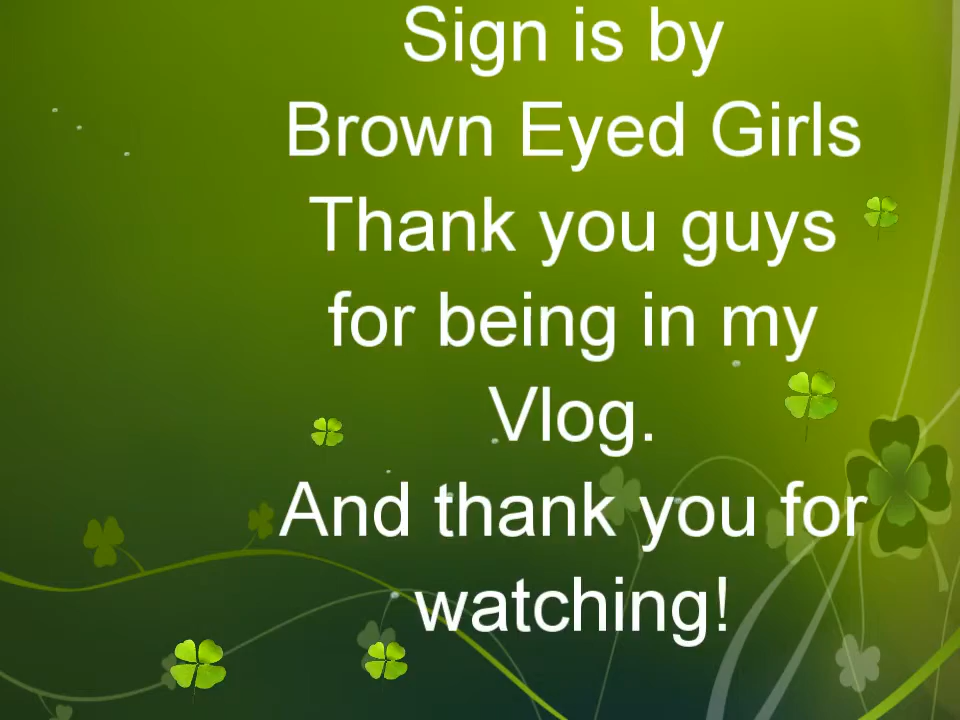 Sign is by
Brown Eyed Girls
Thank you guys
for being in my
Vlog.
And thank you for
watching!